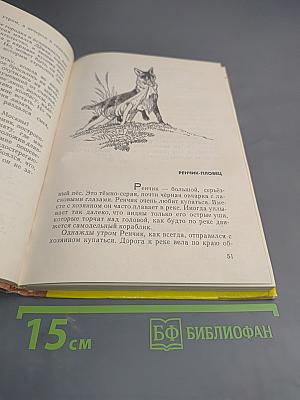 РЕНЧИК-ПЛОВЕЦ
Ренчик — большой, серьёз-
ный пёс. Это тёмно-серая, почти чёрная овчарка с ла-
сковыми глазами. Ренчик очень любит купаться. Вме-
сте с хозяином он часто плавает в реке. Иногда уплы-
вает так далеко, что видны только его острые уши,
которые торчат над головой, как будто по реке дви-
жется самодельный кораблик.
Однажды утром Ренчик, как всегда, отправился с
хозяином купаться. Дорога к реке вела по краю об-
51
15 см
БФ БИБЛИОФАН